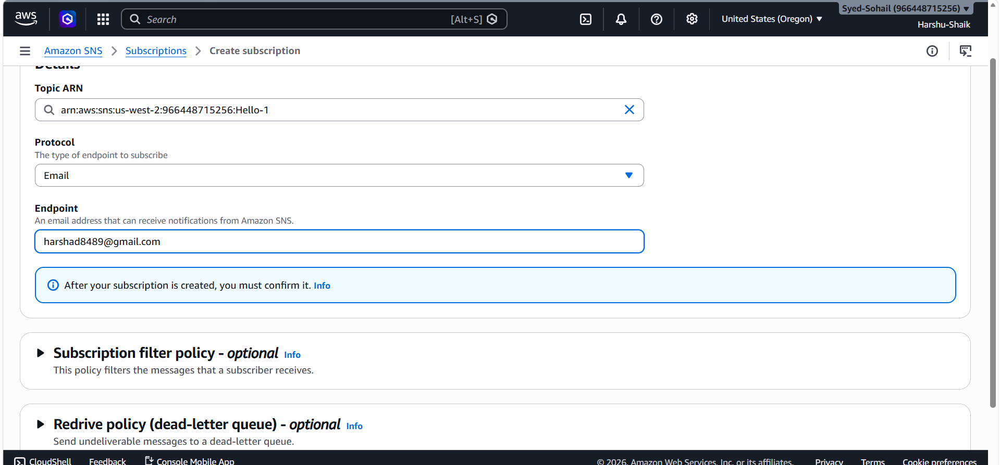 aws
Search [Alt+S]
United States (Oregon)
Syed-Sohail (966448715256)
Harshu-Shaik
Amazon SNS
Subscriptions
Create subscription
Details
Topic ARN
arn:aws:sns:us-west-2:966448715256:Hello-1
Protocol
The type of endpoint to subscribe
Email
Endpoint
An email address that can receive notifications from Amazon SNS.
harshad8489@gmail.com
After your subscription is created, you must confirm it. Info
Subscription filter policy - optional Info
This policy filters the messages that a subscriber receives.
Redrive policy (dead-letter queue) - optional Info
Send undeliverable messages to a dead-letter queue.
CloudShell Feedback Console Mobile App © 2026, Amazon Web Services, Inc. or its affiliates. Privacy Terms Cookie preferences